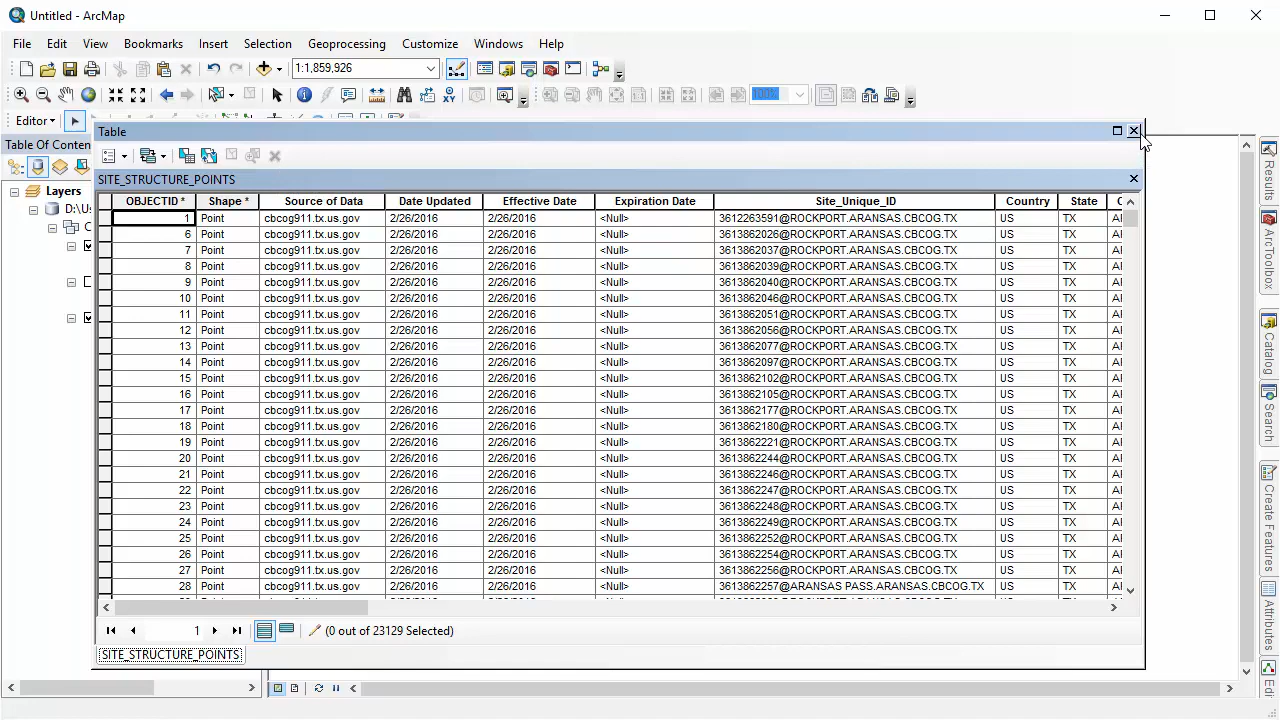 Untitled - ArcMap
File Edit View Bookmarks Insert Selection Geoprocessing Customize Windows Help
1:1,859,926
100%
Editor
Table Of Conten
Table
Layers
D:\U
SITE_STRUCTURE_POINTS
OBJECTID * Shape * Source of Data Date Updated Effective Date Expiration Date Site_Unique_ID Country State
1 Point cbcog911.tx.us.gov 2/26/2016 2/26/2016 <Null> 3612263591@ROCKPORT.ARANSAS.CBCOG.TX US TX
6 Point cbcog911.tx.us.gov 2/26/2016 2/26/2016 <Null> 3613862026@ROCKPORT.ARANSAS.CBCOG.TX US TX
7 Point cbcog911.tx.us.gov 2/26/2016 2/26/2016 <Null> 3613862037@ROCKPORT.ARANSAS.CBCOG.TX US TX
8 Point cbcog911.tx.us.gov 2/26/2016 2/26/2016 <Null> 3613862039@ROCKPORT.ARANSAS.CBCOG.TX US TX
9 Point cbcog911.tx.us.gov 2/26/2016 2/26/2016 <Null> 3613862040@ROCKPORT.ARANSAS.CBCOG.TX US TX
10 Point cbcog911.tx.us.gov 2/26/2016 2/26/2016 <Null> 3613862046@ROCKPORT.ARANSAS.CBCOG.TX US TX
11 Point cbcog911.tx.us.gov 2/26/2016 2/26/2016 <Null> 3613862051@ROCKPORT.ARANSAS.CBCOG.TX US TX
12 Point cbcog911.tx.us.gov 2/26/2016 2/26/2016 <Null> 3613862056@ROCKPORT.ARANSAS.CBCOG.TX US TX
13 Point cbcog911.tx.us.gov 2/26/2016 2/26/2016 <Null> 3613862077@ROCKPORT.ARANSAS.CBCOG.TX US TX
14 Point cbcog911.tx.us.gov 2/26/2016 2/26/2016 <Null> 3613862097@ROCKPORT.ARANSAS.CBCOG.TX US TX
15 Point cbcog911.tx.us.gov 2/26/2016 2/26/2016 <Null> 3613862102@ROCKPORT.ARANSAS.CBCOG.TX US TX
16 Point cbcog911.tx.us.gov 2/26/2016 2/26/2016 <Null> 3613862105@ROCKPORT.ARANSAS.CBCOG.TX US TX
17 Point cbcog911.tx.us.gov 2/26/2016 2/26/2016 <Null> 3613862177@ROCKPORT.ARANSAS.CBCOG.TX US TX
18 Point cbcog911.tx.us.gov 2/26/2016 2/26/2016 <Null> 3613862180@ROCKPORT.ARANSAS.CBCOG.TX US TX
19 Point cbcog911.tx.us.gov 2/26/2016 2/26/2016 <Null> 3613862221@ROCKPORT.ARANSAS.CBCOG.TX US TX
20 Point cbcog911.tx.us.gov 2/26/2016 2/26/2016 <Null> 3613862244@ROCKPORT.ARANSAS.CBCOG.TX US TX
21 Point cbcog911.tx.us.gov 2/26/2016 2/26/2016 <Null> 3613862246@ROCKPORT.ARANSAS.CBCOG.TX US TX
22 Point cbcog911.tx.us.gov 2/26/2016 2/26/2016 <Null> 3613862247@ROCKPORT.ARANSAS.CBCOG.TX US TX
23 Point cbcog911.tx.us.gov 2/26/2016 2/26/2016 <Null> 3613862248@ROCKPORT.ARANSAS.CBCOG.TX US TX
24 Point cbcog911.tx.us.gov 2/26/2016 2/26/2016 <Null> 3613862249@ROCKPORT.ARANSAS.CBCOG.TX US TX
25 Point cbcog911.tx.us.gov 2/26/2016 2/26/2016 <Null> 3613862252@ROCKPORT.ARANSAS.CBCOG.TX US TX
26 Point cbcog911.tx.us.gov 2/26/2016 2/26/2016 <Null> 3613862254@ROCKPORT.ARANSAS.CBCOG.TX US TX
27 Point cbcog911.tx.us.gov 2/26/2016 2/26/2016 <Null> 3613862256@ROCKPORT.ARANSAS.CBCOG.TX US TX
28 Point cbcog911.tx.us.gov 2/26/2016 2/26/2016 <Null> 3613862257@ARANSAS PASS.ARANSAS.CBCOG.TX US TX
1 (0 out of 23129 Selected)
SITE_STRUCTURE_POINTS
Results
ArcToolbox
Catalog
Search
Create Features
Attributes
Edi